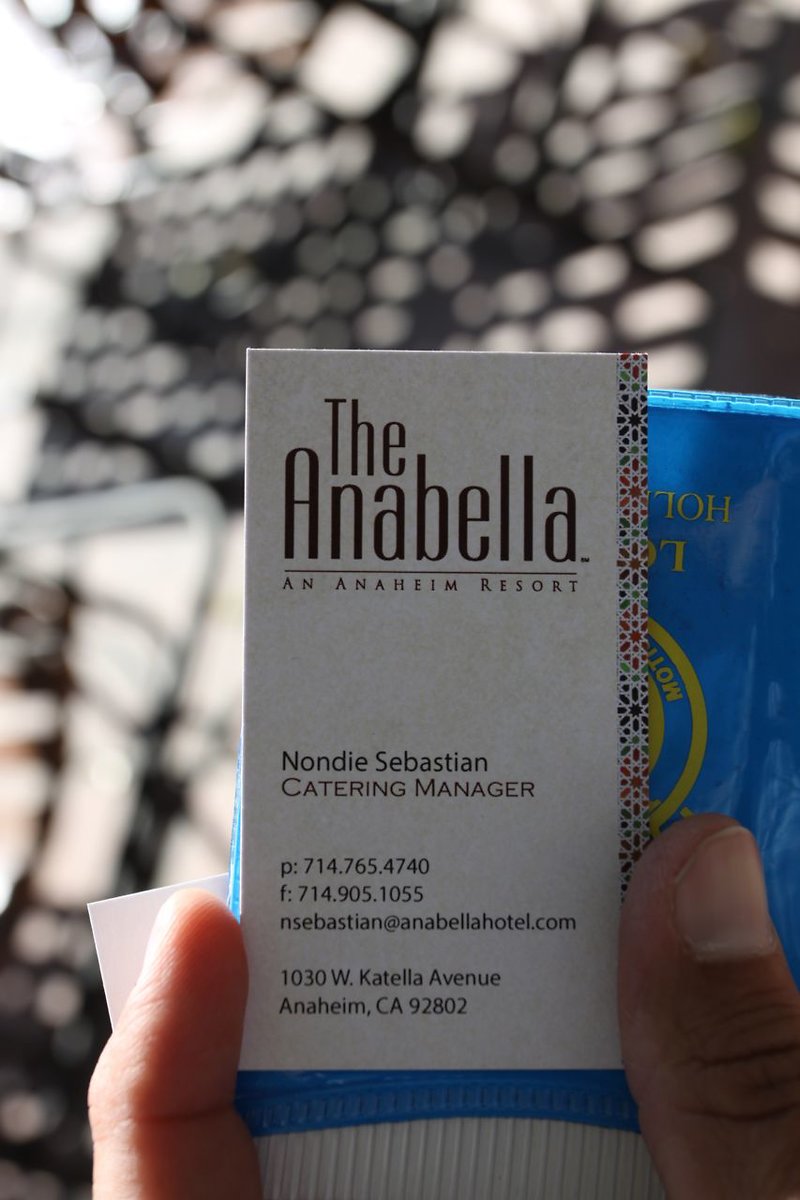 The
Anabella℠
AN ANAHEIM RESORT
Nondie Sebastian
CATERING MANAGER
p: 714.765.4740
f: 714.905.1055
nsebastian@anabellahotel.com
1030 W. Katella Avenue
Anaheim, CA 92802